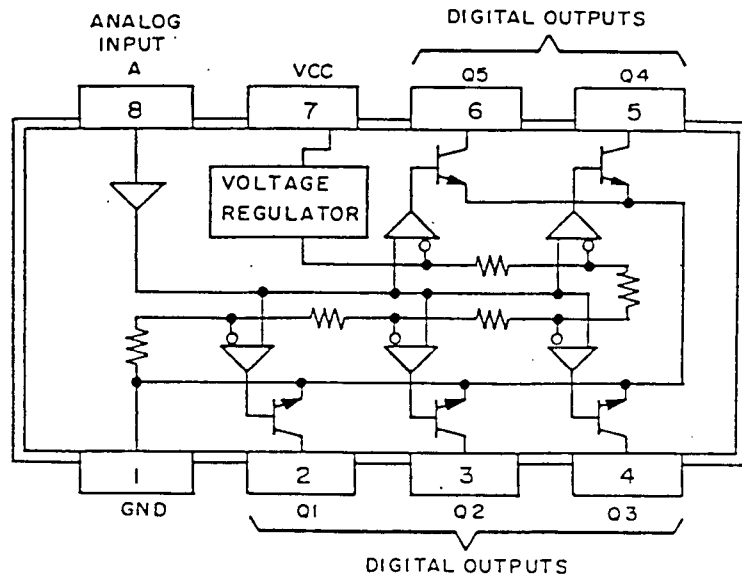 DIGITAL OUTPUTS
ANALOG
INPUT
A
VCC
Q5
Q4
8
7
6
5
VOLTAGE
REGULATOR
1
2
3
4
GND
Q1
Q2
Q3
DIGITAL OUTPUTS